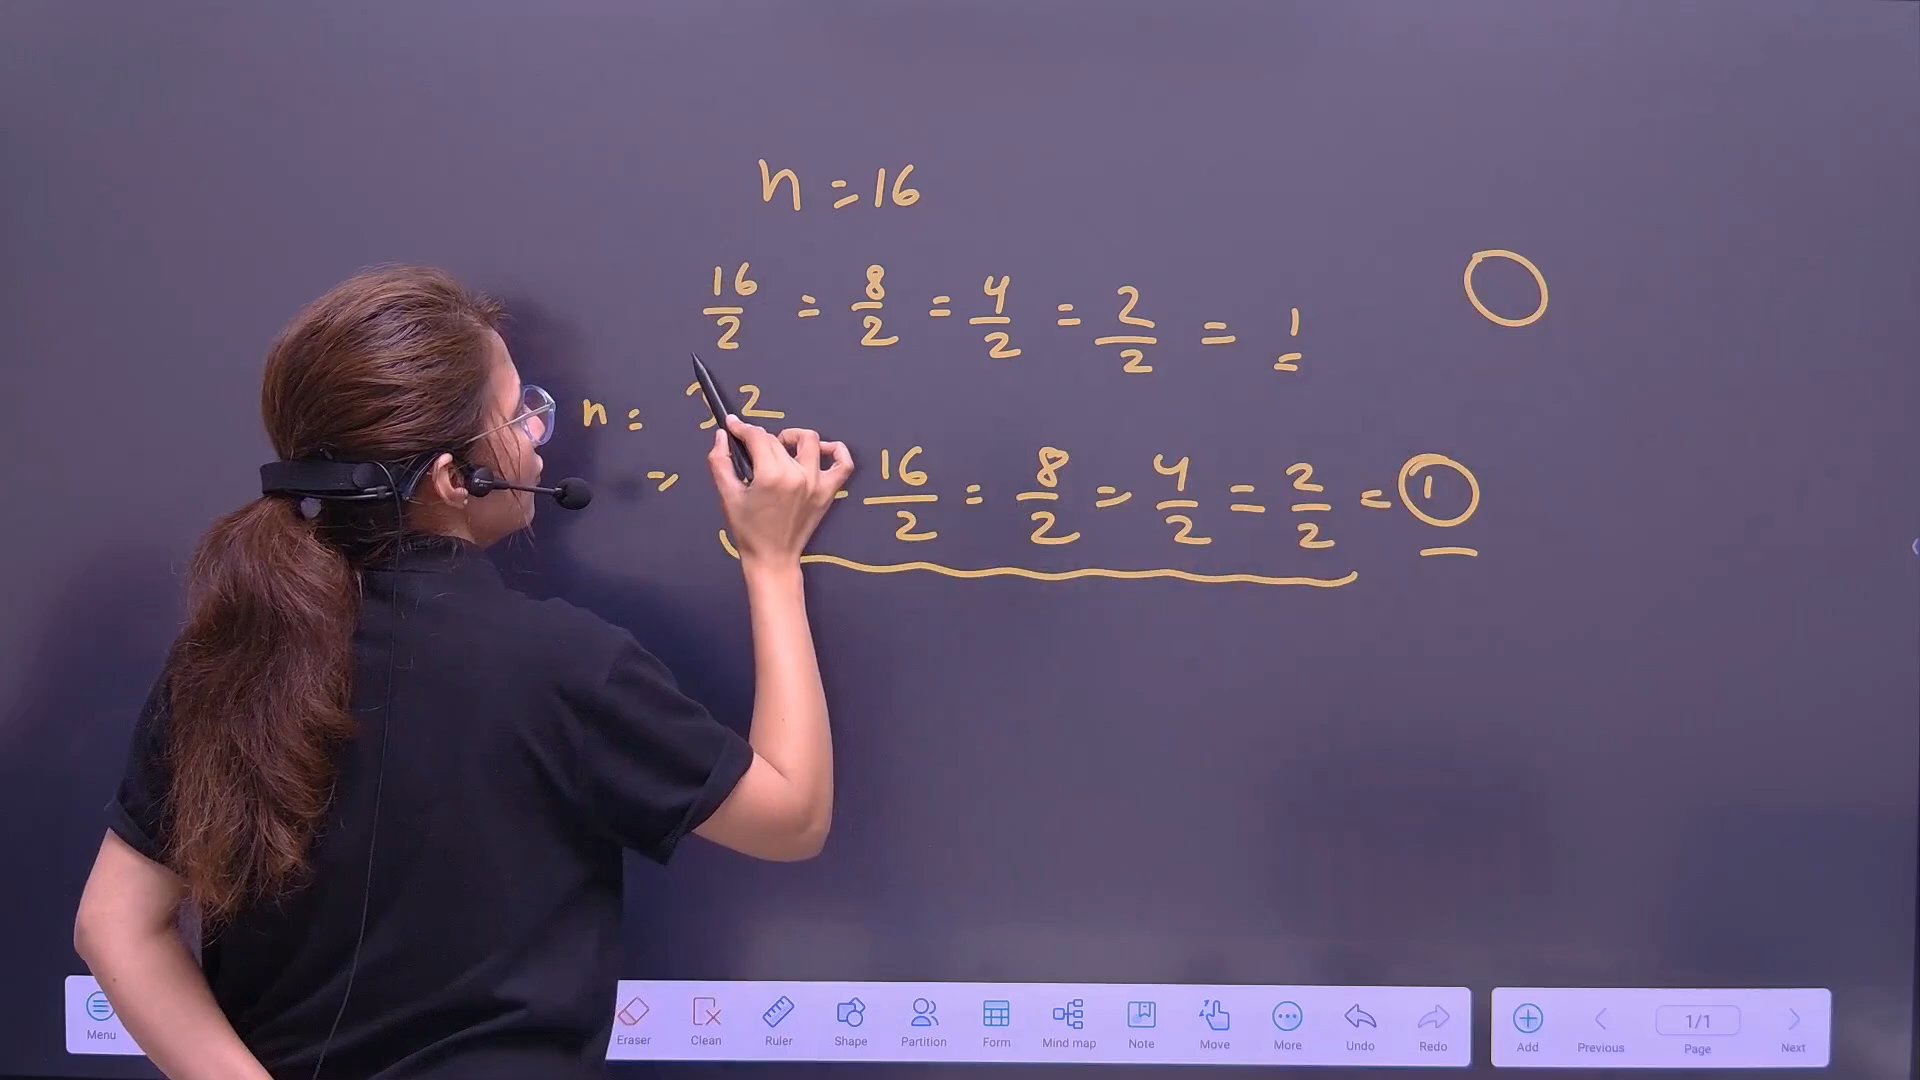 n = 16
16/2 = 8/2 = 4/2 = 2/2 = 1
n = 32
= 16/2 = 8/2 = 4/2 = 2/2 = 1
Menu Eraser Clean Ruler Shape Partition Form Mind map Note Move More Undo Redo Add Previous 1/1 Page Next